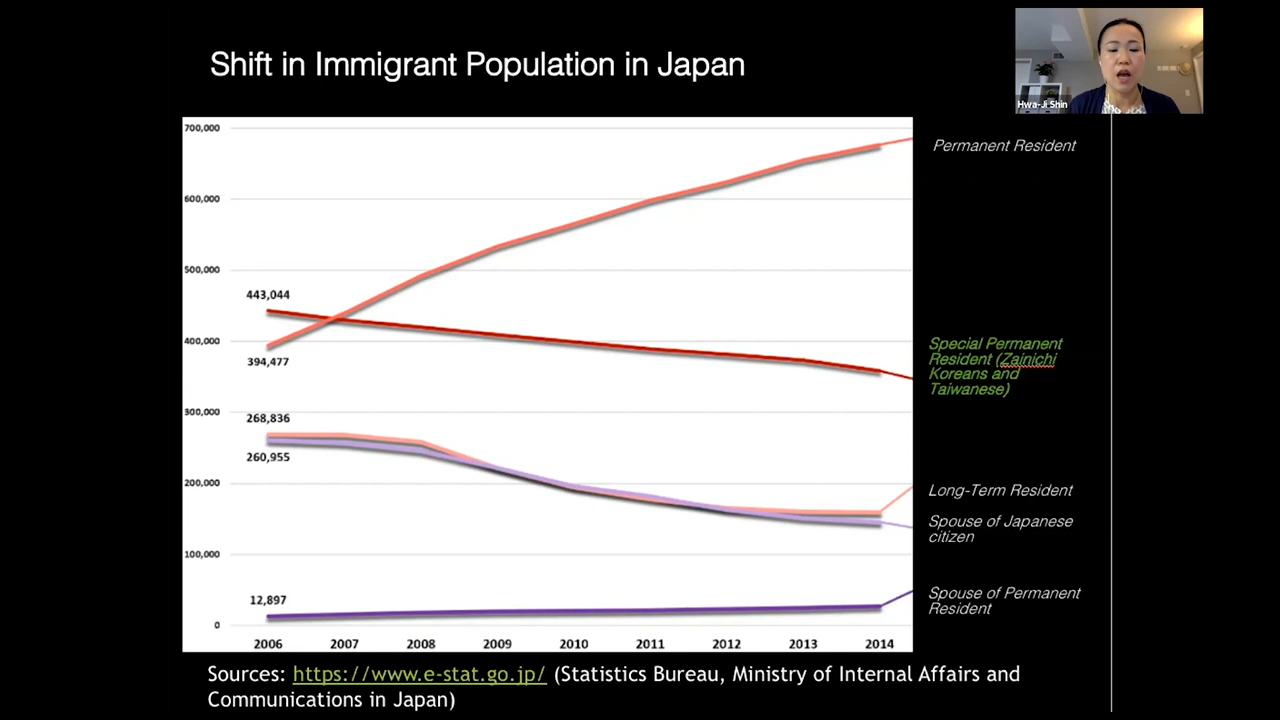 Shift in Immigrant Population in Japan
Hwa-Ji Shin
700,000
600,000
500,000
400,000
300,000
200,000
100,000
0
443,044
394,477
268,836
260,955
12,897
2006 2007 2008 2009 2010 2011 2012 2013 2014
Permanent Resident
Special Permanent
Resident (Zainichi
Koreans and
Taiwanese)
Long-Term Resident
Spouse of Japanese
citizen
Spouse of Permanent
Resident
Sources: https://www.e-stat.go.jp/ (Statistics Bureau, Ministry of Internal Affairs and
Communications in Japan)